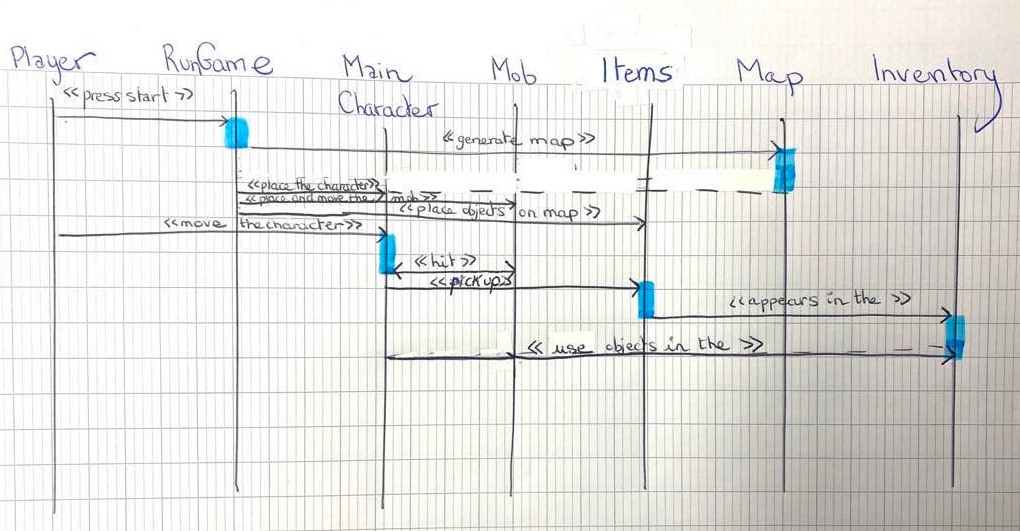 Player RunGame Main Character Mob Items Map Inventory
<<press start>>
<<generate map>>
<<place the character>>
<<place and move the mob>>
<<place objects on map>>
<<move the character>>
<<hit>>
<<pick up>>
<<appears in the >>
<< use objects in the >>